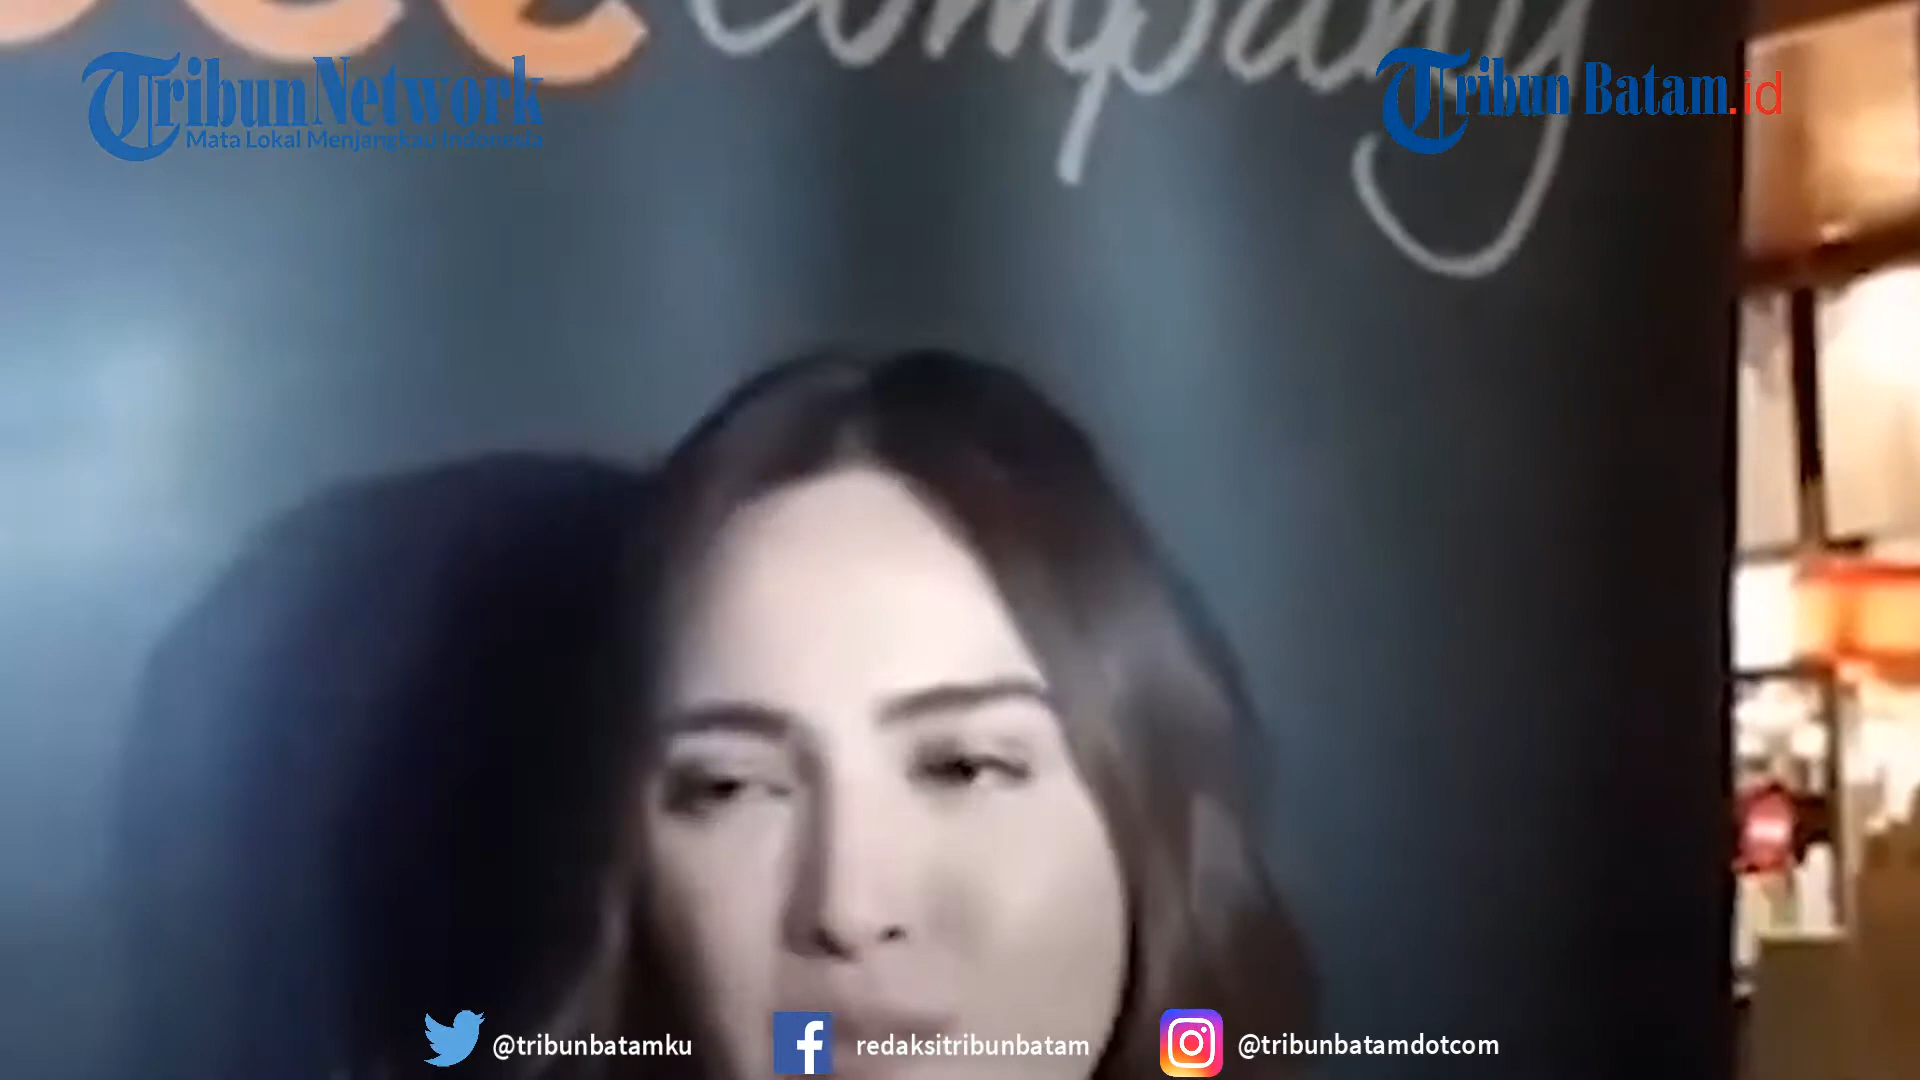 company
TribunNetwork
Mata Lokal Menjangkau Indonesia
Tribun Batam.id
@tribunbatamku
redaksitribunbatam
@tribunbatamdotcom